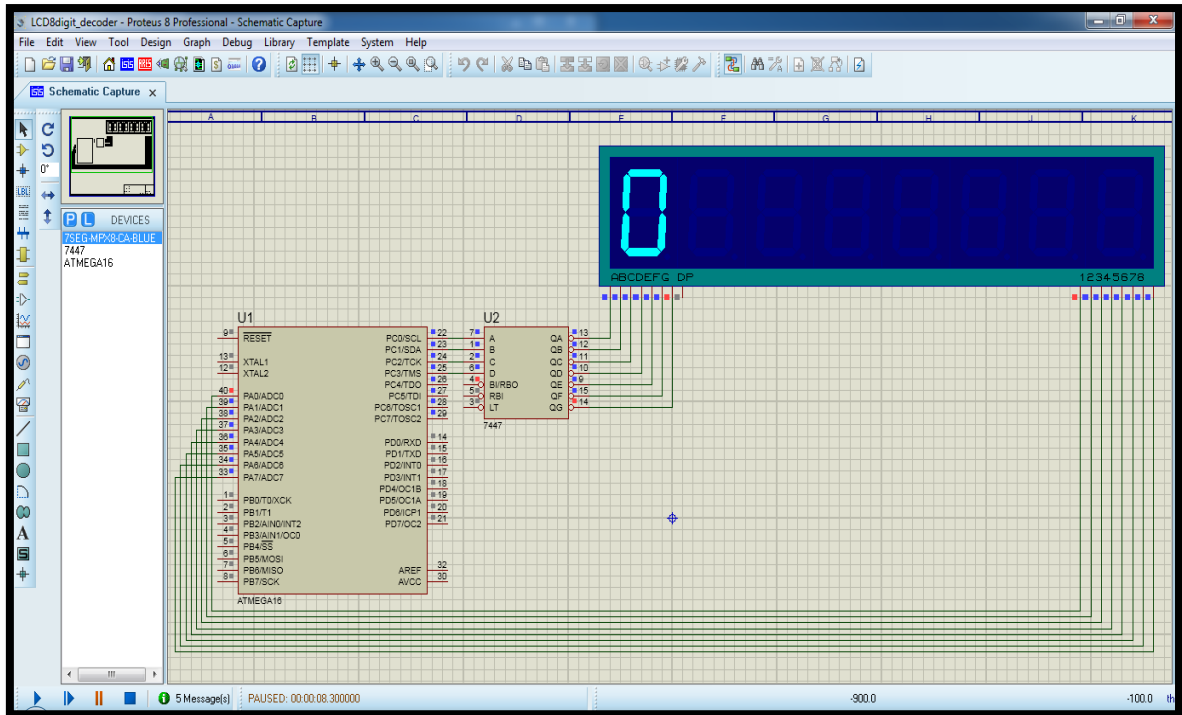 LCD8digit_decoder - Proteus 8 Professional - Schematic Capture
File Edit View Tool Design Graph Debug Library Template System Help
Schematic Capture x
A B C D E F G H J K
0°
LBL
P L DEVICES
7SEG-MPX8-CA-BLUE
7447
ATMEGA16
0
ABCDEFG DP
12345678
U1
9 RESET
13 XTAL1
12 XTAL2
40 PA0/ADC0
39 PA1/ADC1
38 PA2/ADC2
37 PA3/ADC3
36 PA4/ADC4
35 PA5/ADC5
34 PA6/ADC6
33 PA7/ADC7
1 PB0/T0/XCK
2 PB1/T1
3 PB2/AIN0/INT2
4 PB3/AIN1/OC0
5 PB4/SS
6 PB5/MOSI
7 PB6/MISO
8 PB7/SCK
PC0/SCL 22
PC1/SDA 23
PC2/TCK 24
PC3/TMS 25
PC4/TDO 26
PC5/TDI 27
PC6/TOSC1 28
PC7/TOSC2 29
PD0/RXD 14
PD1/TXD 15
PD2/INT0 16
PD3/INT1 17
PD4/OC1B 18
PD5/OC1A 19
PD6/ICP1 20
PD7/OC2 21
AREF 32
AVCC 30
ATMEGA16
U2
7 A QA 13
1 B QB 12
2 C QC 11
6 D QD 10
4 BI/RBO QE 9
5 RBI QF 15
3 LT QG 14
7447
5 Message(s) PAUSED: 00:00:08.300000 -900.0 -100.0 th